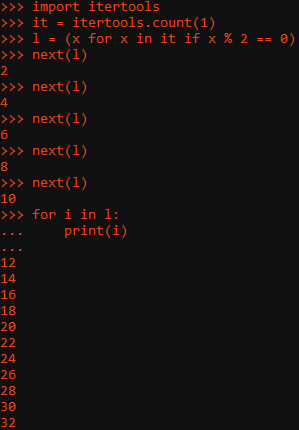 >>> import itertools
>>> it = itertools.count(1)
>>> l = (x for x in it if x % 2 == 0)
>>> next(l)
2
>>> next(l)
4
>>> next(l)
6
>>> next(l)
8
>>> next(l)
10
>>> for i in l:
...     print(i)
...
12
14
16
18
20
22
24
26
28
30
32